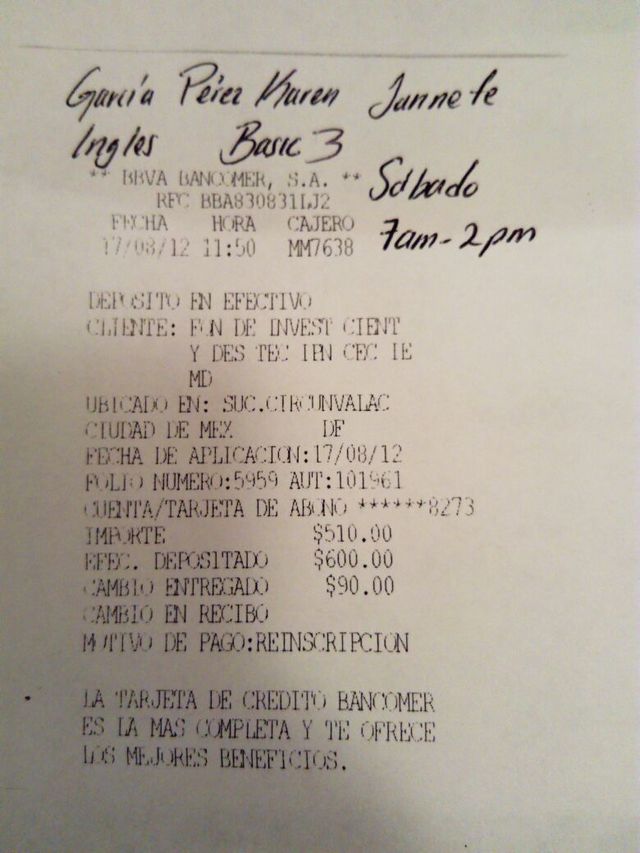 García Pérez Karen Jannete
Ingles Basic 3
** BBVA BANCOMER, S.A. **
Sábado
RFC BBA830831LJ2
FECHA HORA CAJERO
7am-2pm
17/08/12 11:50 MM7638
DEPOSITO EN EFECTIVO
CLIENTE: FUN DE INVEST CIENT
Y DES TEC IPN CEC IE
MD
UBICADO EN: SUC.CIRCUNVALAC
CIUDAD DE MEX DF
FECHA DE APLICACION:17/08/12
FOLIO NUMERO:5959 AUT:101961
CUENTA/TARJETA DE ABONO ******8273
IMPORTE $510.00
EFEC. DEPOSITADO $600.00
CAMBIO ENTREGADO $90.00
CAMBIO EN RECIBO
MOTIVO DE PAGO:REINSCRIPCION
LA TARJETA DE CREDITO BANCOMER
ES LA MAS COMPLETA Y TE OFRECE
LOS MEJORES BENEFICIOS.